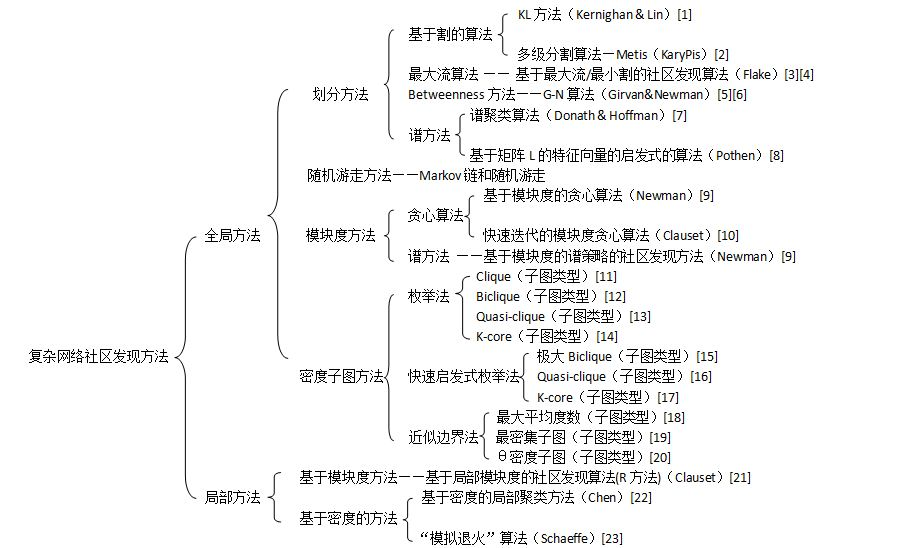 KL 方法（Kernighan & Lin）[1]
基于割的算法
多级分割算法—Metis（KaryPis）[2]
最大流算法 —— 基于最大流/最小割的社区发现算法（Flake）[3][4]
划分方法
Betweenness 方法——G-N 算法（Girvan&Newman）[5][6]
谱聚类算法（Donath & Hoffman）[7]
谱方法
基于矩阵 L 的特征向量的启发式的算法（Pothen）[8]
随机游走方法——Markov 链和随机游走
基于模块度的贪心算法（Newman）[9]
贪心算法
全局方法
模块度方法
快速迭代的模块度贪心算法（Clauset）[10]
谱方法 ——基于模块度的谱策略的社区发现方法（Newman）[9]
Clique（子图类型）[11]
枚举法
Biclique（子图类型）[12]
Quasi-clique（子图类型）[13]
K-core（子图类型）[14]
复杂网络社区发现方法
极大 Biclique（子图类型）[15]
密度子图方法
快速启发式枚举法
Quasi-clique（子图类型）[16]
K-core（子图类型）[17]
最大平均度数（子图类型）[18]
近似边界法
最密集子图（子图类型）[19]
θ密度子图（子图类型）[20]
基于模块度方法——基于局部模块度的社区发现算法(R 方法)（Clauset）[21]
局部方法
基于密度的局部聚类方法（Chen）[22]
基于密度的方法
“模拟退火”算法（Schaeffe）[23]